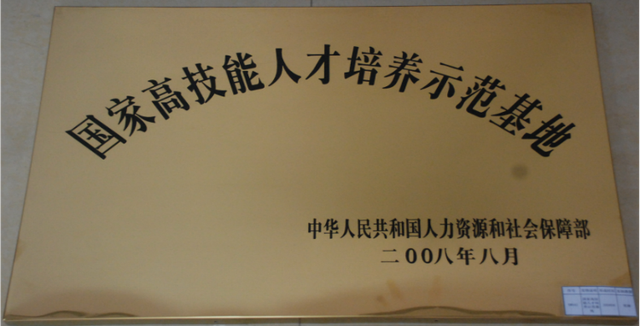 国家高技能人才培养示范基地
中华人民共和国人力资源和社会保障部
二00八年八月